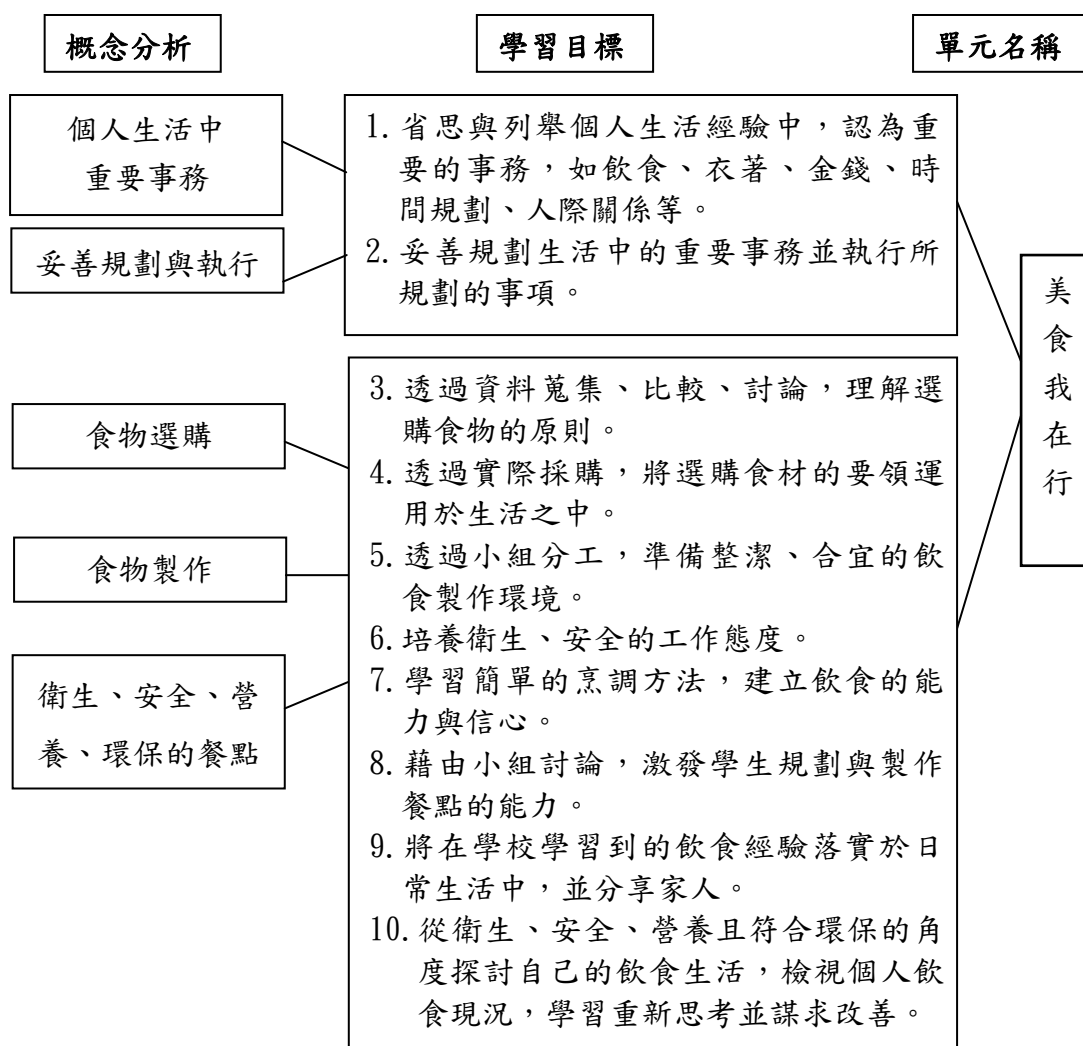 概念分析
學習目標
單元名稱
個人生活中
重要事務
妥善規劃與執行
1. 省思與列舉個人生活經驗中，認為重
要的事務，如飲食、衣著、金錢、時
間規劃、人際關係等。
2. 妥善規劃生活中的重要事務並執行所
規劃的事項。
食物選購
食物製作
衛生、安全、營
養、環保的餐點
3. 透過資料蒐集、比較、討論，理解選
購食物的原則。
4. 透過實際採購，將選購食材的要領運
用於生活之中。
5. 透過小組分工，準備整潔、合宜的飲
食製作環境。
6. 培養衛生、安全的工作態度。
7. 學習簡單的烹調方法，建立飲食的能
力與信心。
8. 藉由小組討論，激發學生規劃與製作
餐點的能力。
9. 將在學校學習到的飲食經驗落實於日
常生活中，並分享家人。
10. 從衛生、安全、營養且符合環保的角
度探討自己的飲食生活，檢視個人飲
食現況，學習重新思考並謀求改善。
美食我在行